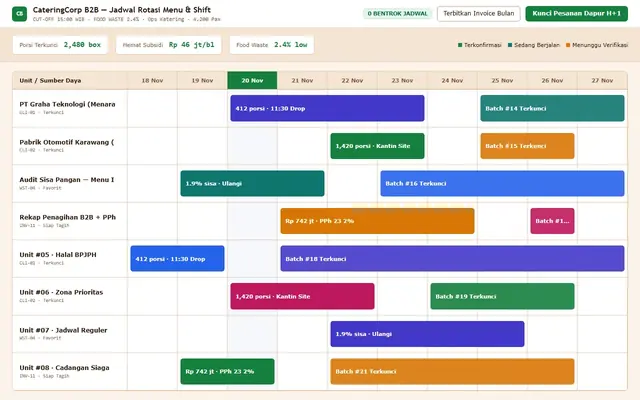 CB
CateringCorp B2B — Jadwal Rotasi Menu & Shift
CUT-OFF 15:00 WIB · FOOD WASTE 2.4% · Ops Katering · 4.200 Pax
0 BENTROK JADWAL
Terbitkan Invoice Bulan
Kunci Pesanan Dapur H+1
Porsi Terkunci: 2,480 box
Hemat Subsidi: Rp 46 jt/bl
Food Waste: 2.4% low
Terkonfirmasi
Sedang Berjalan
Menunggu Verifikasi
Unit / Sumber Daya
18 Nov
19 Nov
20 Nov
21 Nov
22 Nov
23 Nov
24 Nov
25 Nov
26 Nov
27 Nov
PT Graha Teknologi (Menara
CLI-01 · Terkunci
412 porsi · 11:30 Drop
Batch #14 Terkunci
Pabrik Otomotif Karawang (
CLI-01 · Terkunci
1,420 porsi · Kantin Site
Batch #15 Terkunci
Audit Sisa Pangan — Menu I
WST-04 · Favorit
1.9% sisa · Ulangi
Batch #16 Terkunci
Rekap Penagihan B2B + PPh
INV-11 · Siap Tagih
Rp 742 jt · PPh 23 2%
Batch #1...
Unit #05 · Halal BPJPH
CLI-01 · Terkunci
412 porsi · 11:30 Drop
Batch #18 Terkunci
Unit #06 · Zona Prioritas
CLI-01 · Terkunci
1,420 porsi · Kantin Site
Batch #19 Terkunci
Unit #07 · Jadwal Reguler
WST-04 · Favorit
1.9% sisa · Ulangi
Unit #08 · Cadangan Siaga
INV-11 · Siap Tagih
Rp 742 jt · PPh 23 2%
Batch #21 Terkunci